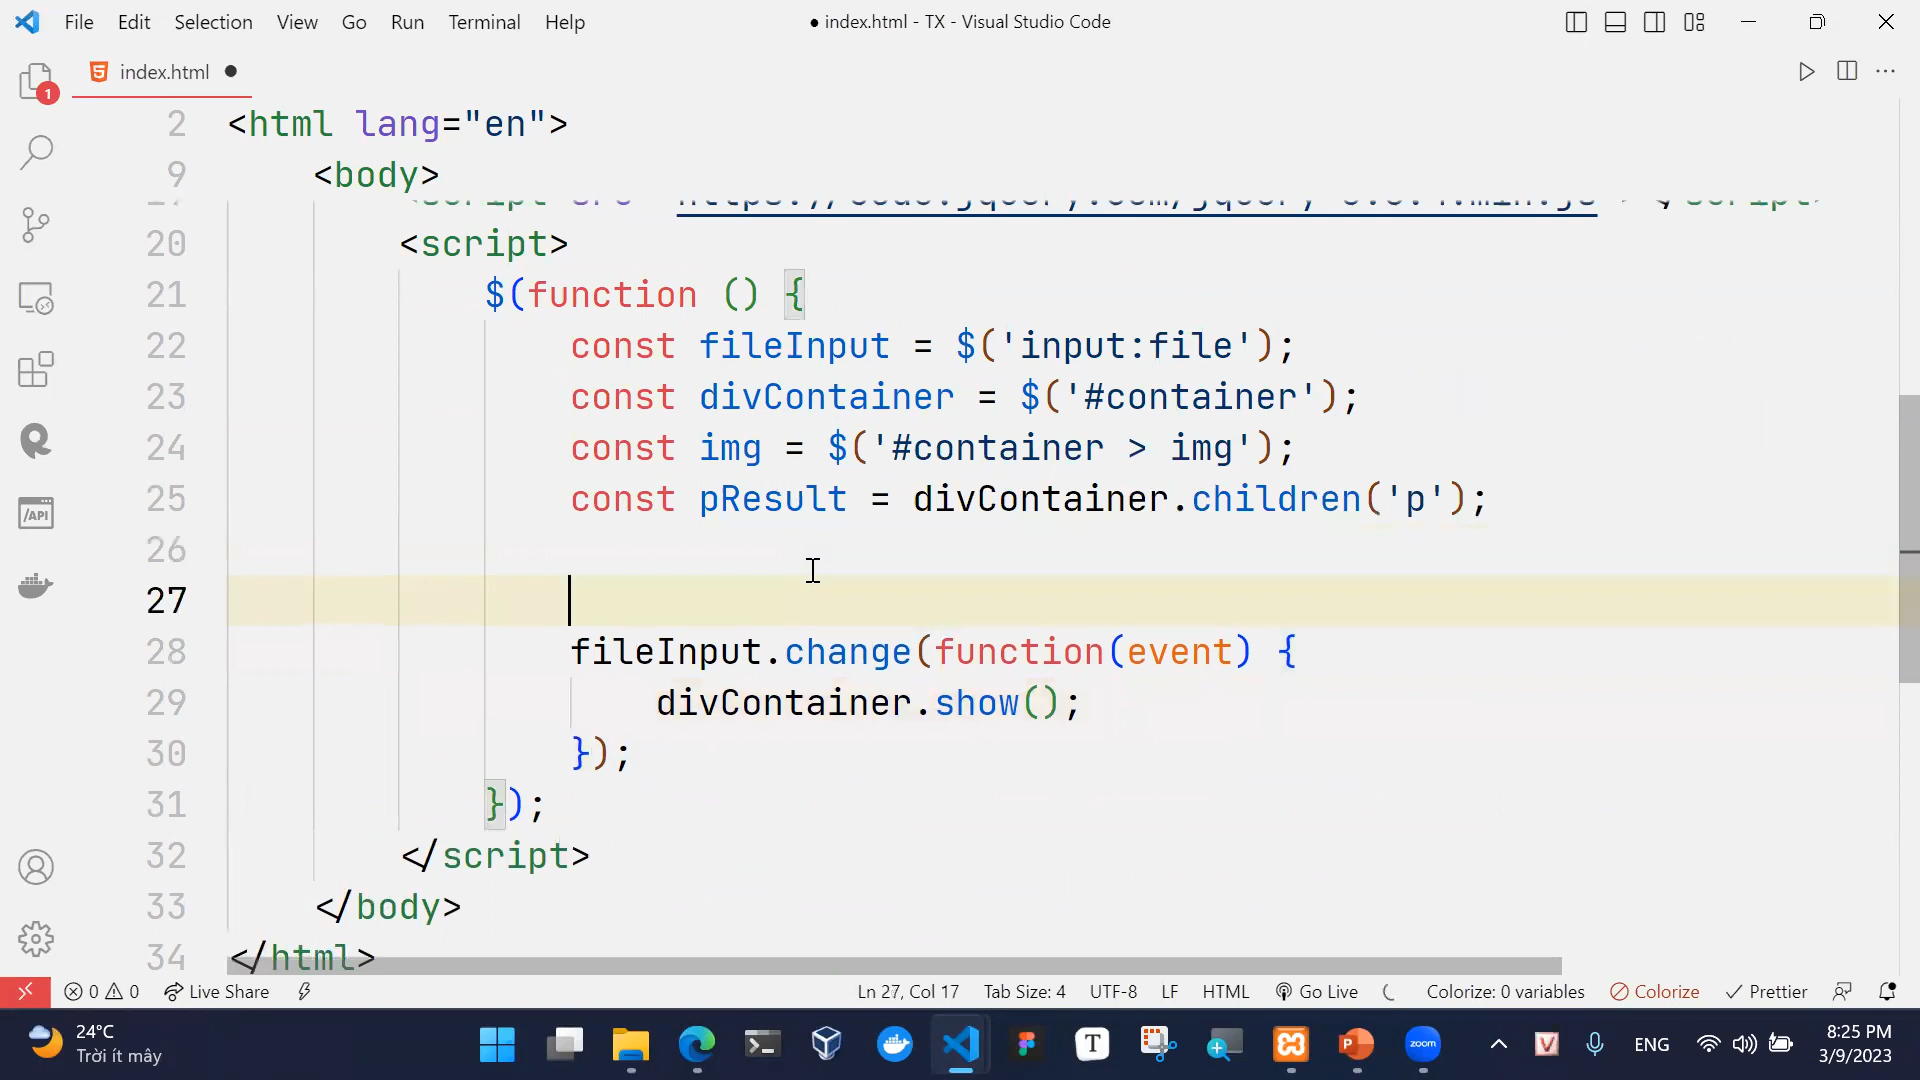 File Edit Selection View Go Run Terminal Help ● index.html - TX - Visual Studio Code
index.html ●
1
2 <html lang="en">
9 <body>
20 <script>
21 $(function () {
22 const fileInput = $('input:file');
23 const divContainer = $('#container');
24 const img = $('#container > img');
25 const pResult = divContainer.children('p');
26
27
28 fileInput.change(function(event) {
29 divContainer.show();
30 });
31 });
32 </script>
33 </body>
34 </html>
/API
0 0 Live Share Ln 27, Col 17 Tab Size: 4 UTF-8 LF HTML Go Live Colorize: 0 variables Colorize Prettier
24°C
Trời ít mây
T
zoom
V
ENG
8:25 PM
3/9/2023